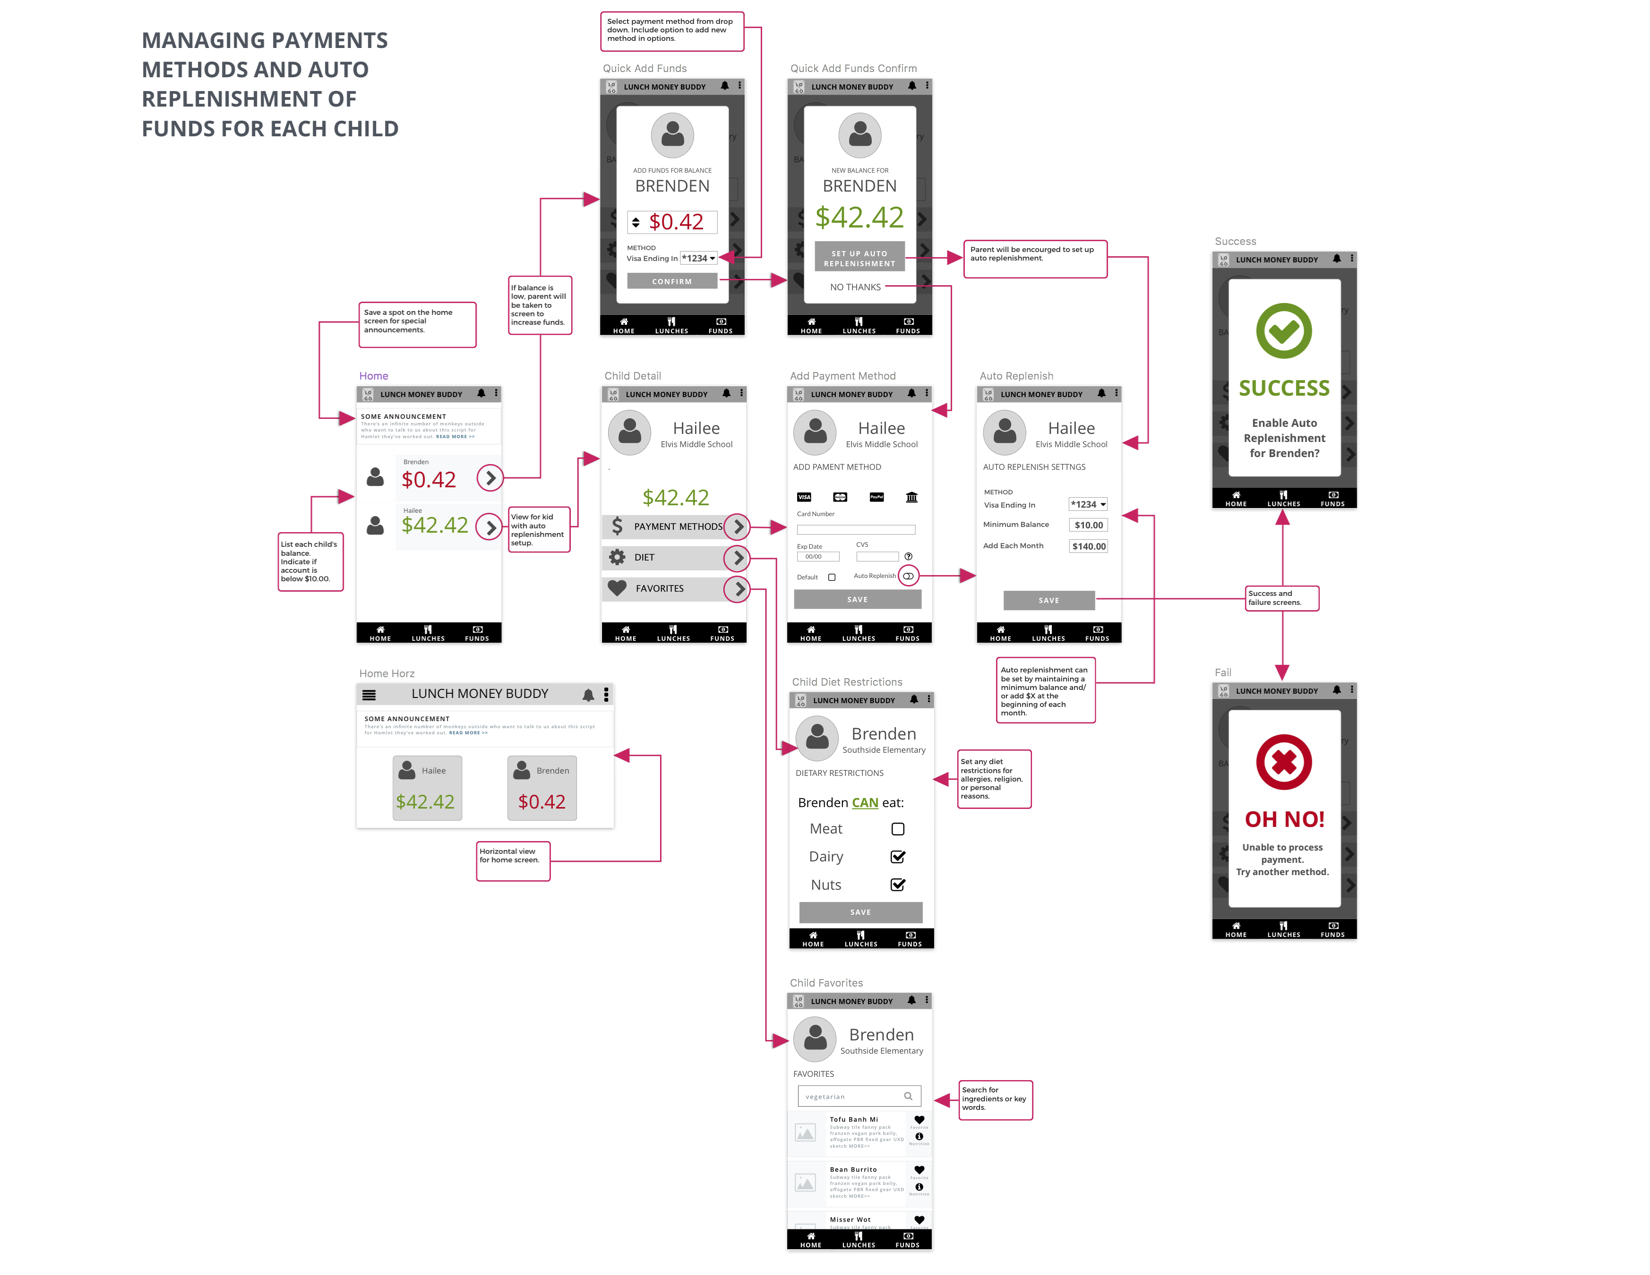 MANAGING PAYMENTS
METHODS AND AUTO
REPLENISHMENT OF
FUNDS FOR EACH CHILD
Select payment method from drop
down. Include option to add new
method in options.
Quick Add Funds
LUNCH MONEY BUDDY
ADD FUNDS FOR BALANCE
BRENDEN
$0.42
METHOD
Visa Ending In *1234
CONFIRM
HOME LUNCHES FUNDS
Quick Add Funds Confirm
LUNCH MONEY BUDDY
NEW BALANCE FOR
BRENDEN
$42.42
SET UP AUTO
REPLENISHMENT
NO THANKS
HOME LUNCHES FUNDS
Parent will be encourged to set up
auto replenishment.
If balance is
low, parent will
be taken to
screen to
increase funds.
Save a spot on the home
screen for special
announcements.
Home
LUNCH MONEY BUDDY
SOME ANNOUNCEMENT
There's an infinite number of monkeys outside
who want to talk to us about this script for
Hamlet they've worked out. READ MORE >>
Brenden
$0.42
Hailee
$42.42
HOME LUNCHES FUNDS
List each child's
balance.
Indicate if
account is
below $10.00.
View for kid
with auto
replenishment
setup.
Child Detail
LUNCH MONEY BUDDY
Hailee
Elvis Middle School
$42.42
PAYMENT METHODS
DIET
FAVORITES
HOME LUNCHES FUNDS
Add Payment Method
LUNCH MONEY BUDDY
Hailee
Elvis Middle School
ADD PAMENT METHOD
VISA PayPal
Card Number
Exp Date CVS
00/00
Default Auto Replenish
SAVE
HOME LUNCHES FUNDS
Auto Replenish
LUNCH MONEY BUDDY
Hailee
Elvis Middle School
AUTO REPLENISH SETTNGS
METHOD
Visa Ending In *1234
Minimum Balance $10.00
Add Each Month $140.00
SAVE
HOME LUNCHES FUNDS
Success
LUNCH MONEY BUDDY
SUCCESS
Enable Auto
Replenishment
for Brenden?
HOME LUNCHES FUNDS
Success and
failure screens.
Auto replenishment can
be set by maintaining a
minimum balance and/
or add $X at the
beginning of each
month.
Fail
LUNCH MONEY BUDDY
OH NO!
Unable to process
payment.
Try another method.
HOME LUNCHES FUNDS
Home Horz
LUNCH MONEY BUDDY
SOME ANNOUNCEMENT
There's an infinite number of monkeys outside who want to talk to us about this script
for Hamlet they've worked out. READ MORE >>
Hailee
$42.42
Brenden
$0.42
Horizontal view
for home screen.
Child Diet Restrictions
LUNCH MONEY BUDDY
Brenden
Southside Elementary
DIETARY RESTRICTIONS
Brenden CAN eat:
Meat
Dairy
Nuts
SAVE
HOME LUNCHES FUNDS
Set any diet
restrictions for
allergies, religion,
or personal
reasons.
Child Favorites
LUNCH MONEY BUDDY
Brenden
Southside Elementary
FAVORITES
vegetarian
Tofu Banh Mi
Subway tile fanny pack
franzen vegan pork belly,
affogato PBR fixed gear UXD
sketch MORE>>
Favorite
Nutrition
Bean Burrito
Subway tile fanny pack
franzen vegan pork belly,
affogato PBR fixed gear UXD
sketch MORE>>
Favorite
Nutrition
Misser Wot
Subway tile fanny pack
HOME LUNCHES FUNDS
Search for
ingredients or key
words.